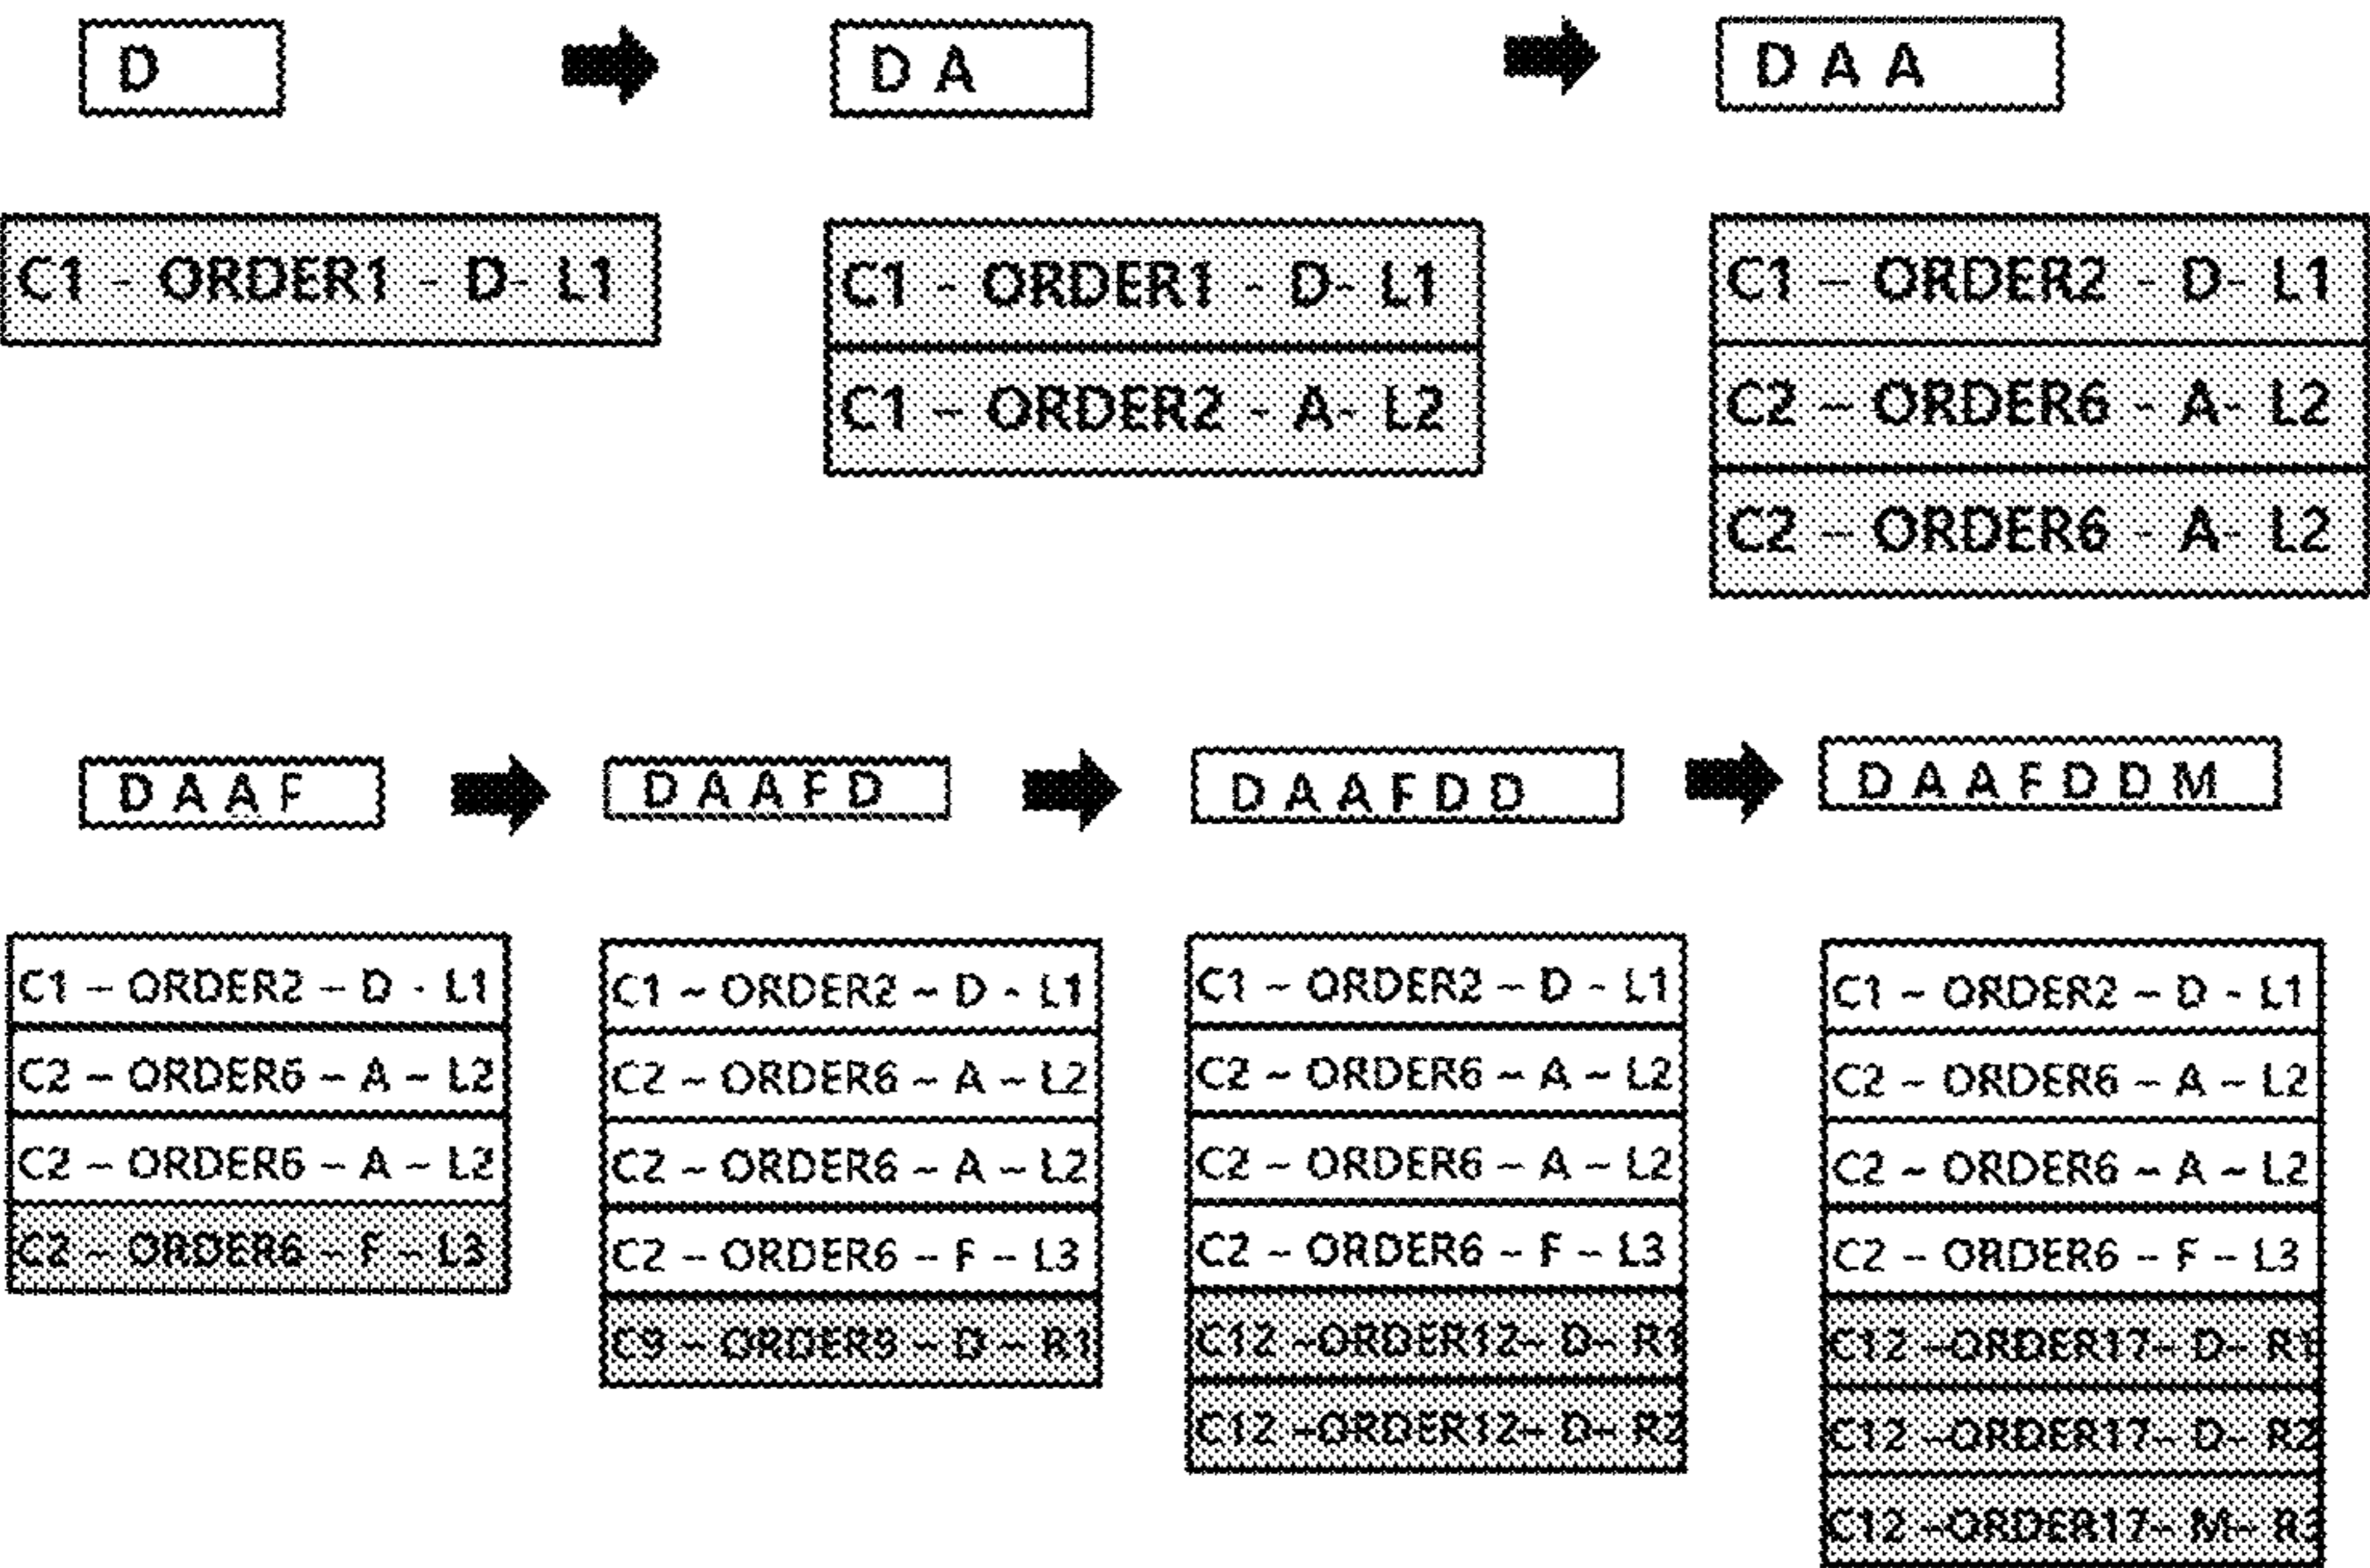 D
DA
DAA
C1 - ORDER1 - D- L1
C1 - ORDER1 - D- L1
C1 - ORDER2 - A- L2
C1 - ORDER2 - D- L1
C2 - ORDER6 - A- L2
C2 - ORDER6 - A- L2
DAAF
DAAFD
DAAFDD
DAAFDDM
C1 - ORDER2 - D - L1
C2 - ORDER6 - A - L2
C2 - ORDER6 - A - L2
C2 - ORDER6 - F - L3
C1 - ORDER2 - D - L1
C2 - ORDER6 - A - L2
C2 - ORDER6 - A - L2
C2 - ORDER6 - F - L3
C9 - ORDER9 - D - R1
C1 - ORDER2 - D - L1
C2 - ORDER6 - A - L2
C2 - ORDER6 - A - L2
C2 - ORDER6 - F - L3
C12 -ORDER12- D- R1
C12 -ORDER12- D- R2
C1 - ORDER2 - D - L1
C2 - ORDER6 - A - L2
C2 - ORDER6 - A - L2
C2 - ORDER6 - F - L3
C12 -ORDER17- D- R1
C12 -ORDER17- D- R2
C12 -ORDER17- M- R3